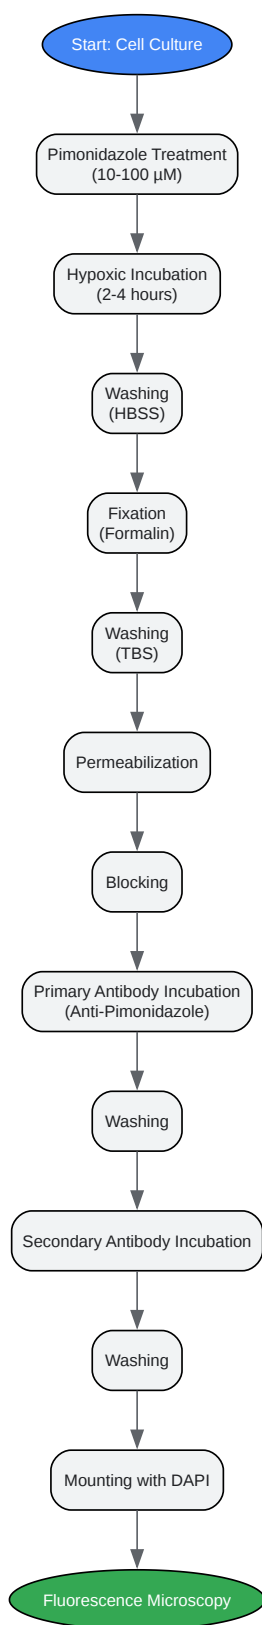 Start: Cell Culture
Pimonidazole Treatment
(10-100 µM)
Hypoxic Incubation
(2-4 hours)
Washing
(HBSS)
Fixation
(Formalin)
Washing
(TBS)
Permeabilization
Blocking
Primary Antibody Incubation
(Anti-Pimonidazole)
Washing
Secondary Antibody Incubation
Washing
Mounting with DAPI
Fluorescence Microscopy